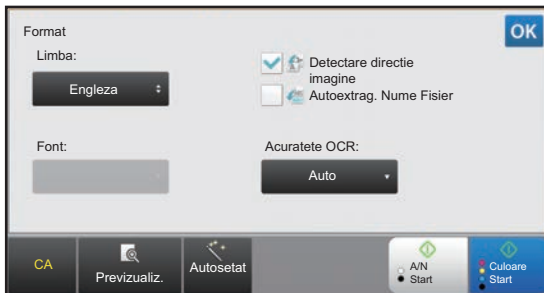 Format
OK
Limba:
Engleza
Detectare directie
imagine
Autoextrag. Nume Fisier
Font:
Acuratete OCR:
Auto
CA
Previzualiz.
Autosetat
A/N
Start
Culoare
Start